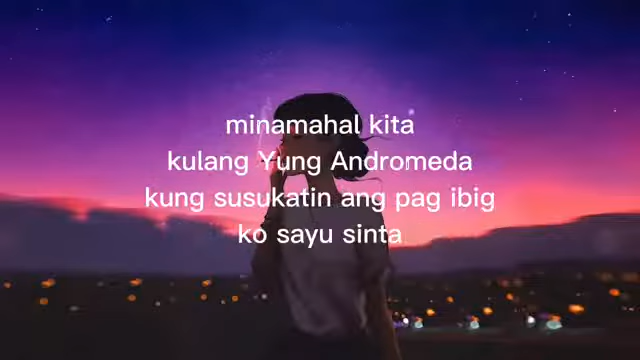 minamahal kita
kulang Yung Andromeda
kung susukatin ang pag ibig
ko sayu sinta